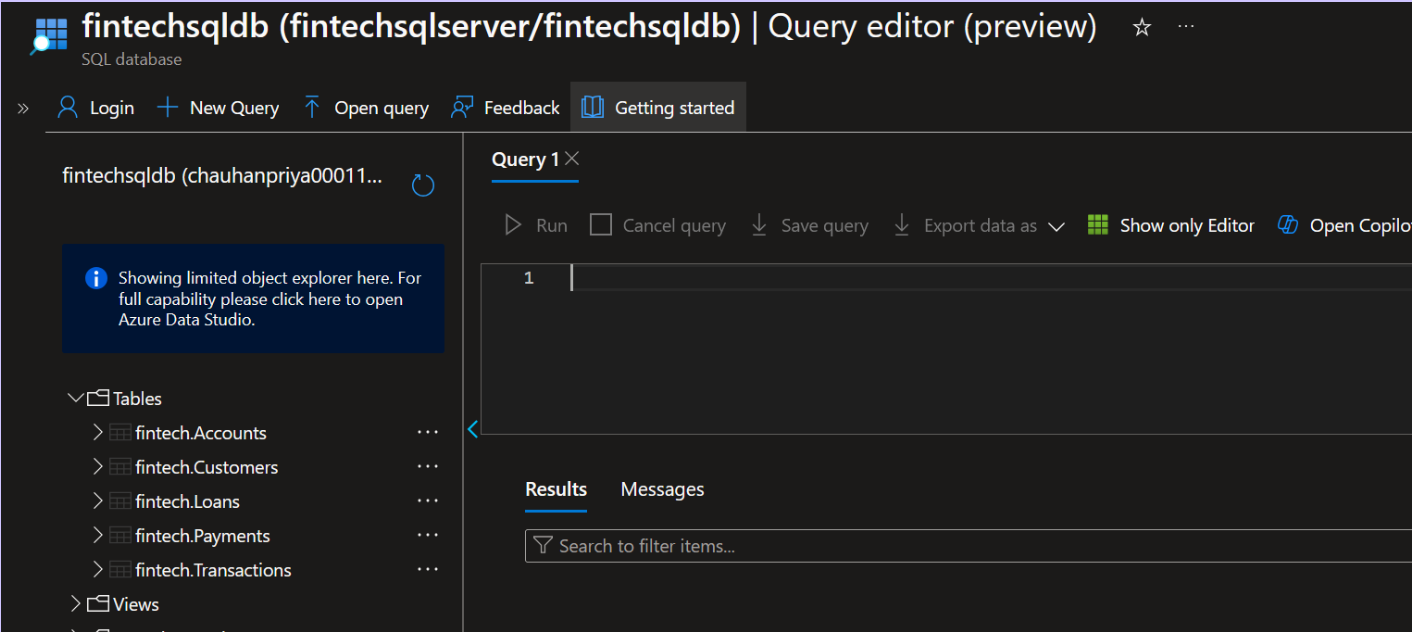 fintechsqldb (fintechsqlserver/fintechsqldb) | Query editor (preview) ☆ ...
SQL database
» Login + New Query Open query Feedback Getting started
fintechsqldb (chauhanpriya00011...
Showing limited object explorer here. For
full capability please click here to open
Azure Data Studio.
Tables
fintech.Accounts ...
fintech.Customers ...
fintech.Loans ...
fintech.Payments ...
fintech.Transactions ...
Views
Query 1 ×
Run Cancel query Save query Export data as Show only Editor Open Copilo
1
Results Messages
Search to filter items...